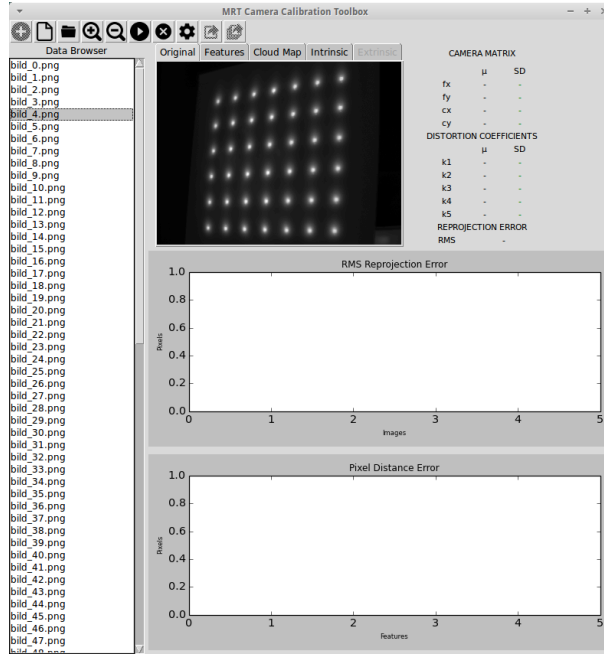 MRT Camera Calibration Toolbox
Data Browser
bild_0.png
bild_1.png
bild_2.png
bild_3.png
bild_4.png
bild_5.png
bild_6.png
bild_7.png
bild_8.png
bild_9.png
bild_10.png
bild_11.png
bild_12.png
bild_13.png
bild_14.png
bild_15.png
bild_16.png
bild_17.png
bild_18.png
bild_19.png
bild_20.png
bild_21.png
bild_22.png
bild_23.png
bild_24.png
bild_25.png
bild_26.png
bild_27.png
bild_28.png
bild_29.png
bild_30.png
bild_31.png
bild_32.png
bild_33.png
bild_34.png
bild_35.png
bild_36.png
bild_37.png
bild_38.png
bild_39.png
bild_40.png
bild_41.png
bild_42.png
bild_43.png
bild_44.png
bild_45.png
bild_46.png
bild_47.png
bild_48.png
Original Features Cloud Map Intrinsic Extrinsic
CAMERA MATRIX
μ SD
fx - -
fy - -
cx - -
cy - -
DISTORTION COEFFICIENTS
μ SD
k1 - -
k2 - -
k3 - -
k4 - -
k5 - -
REPROJECTION ERROR
RMS -
RMS Reprojection Error
1.0
0.8
0.6
0.4
0.2
0.0
Pixels
0 1 2 3 4 5
Images
Pixel Distance Error
1.0
0.8
0.6
0.4
0.2
0.0
Pixels
0 1 2 3 4 5
Features